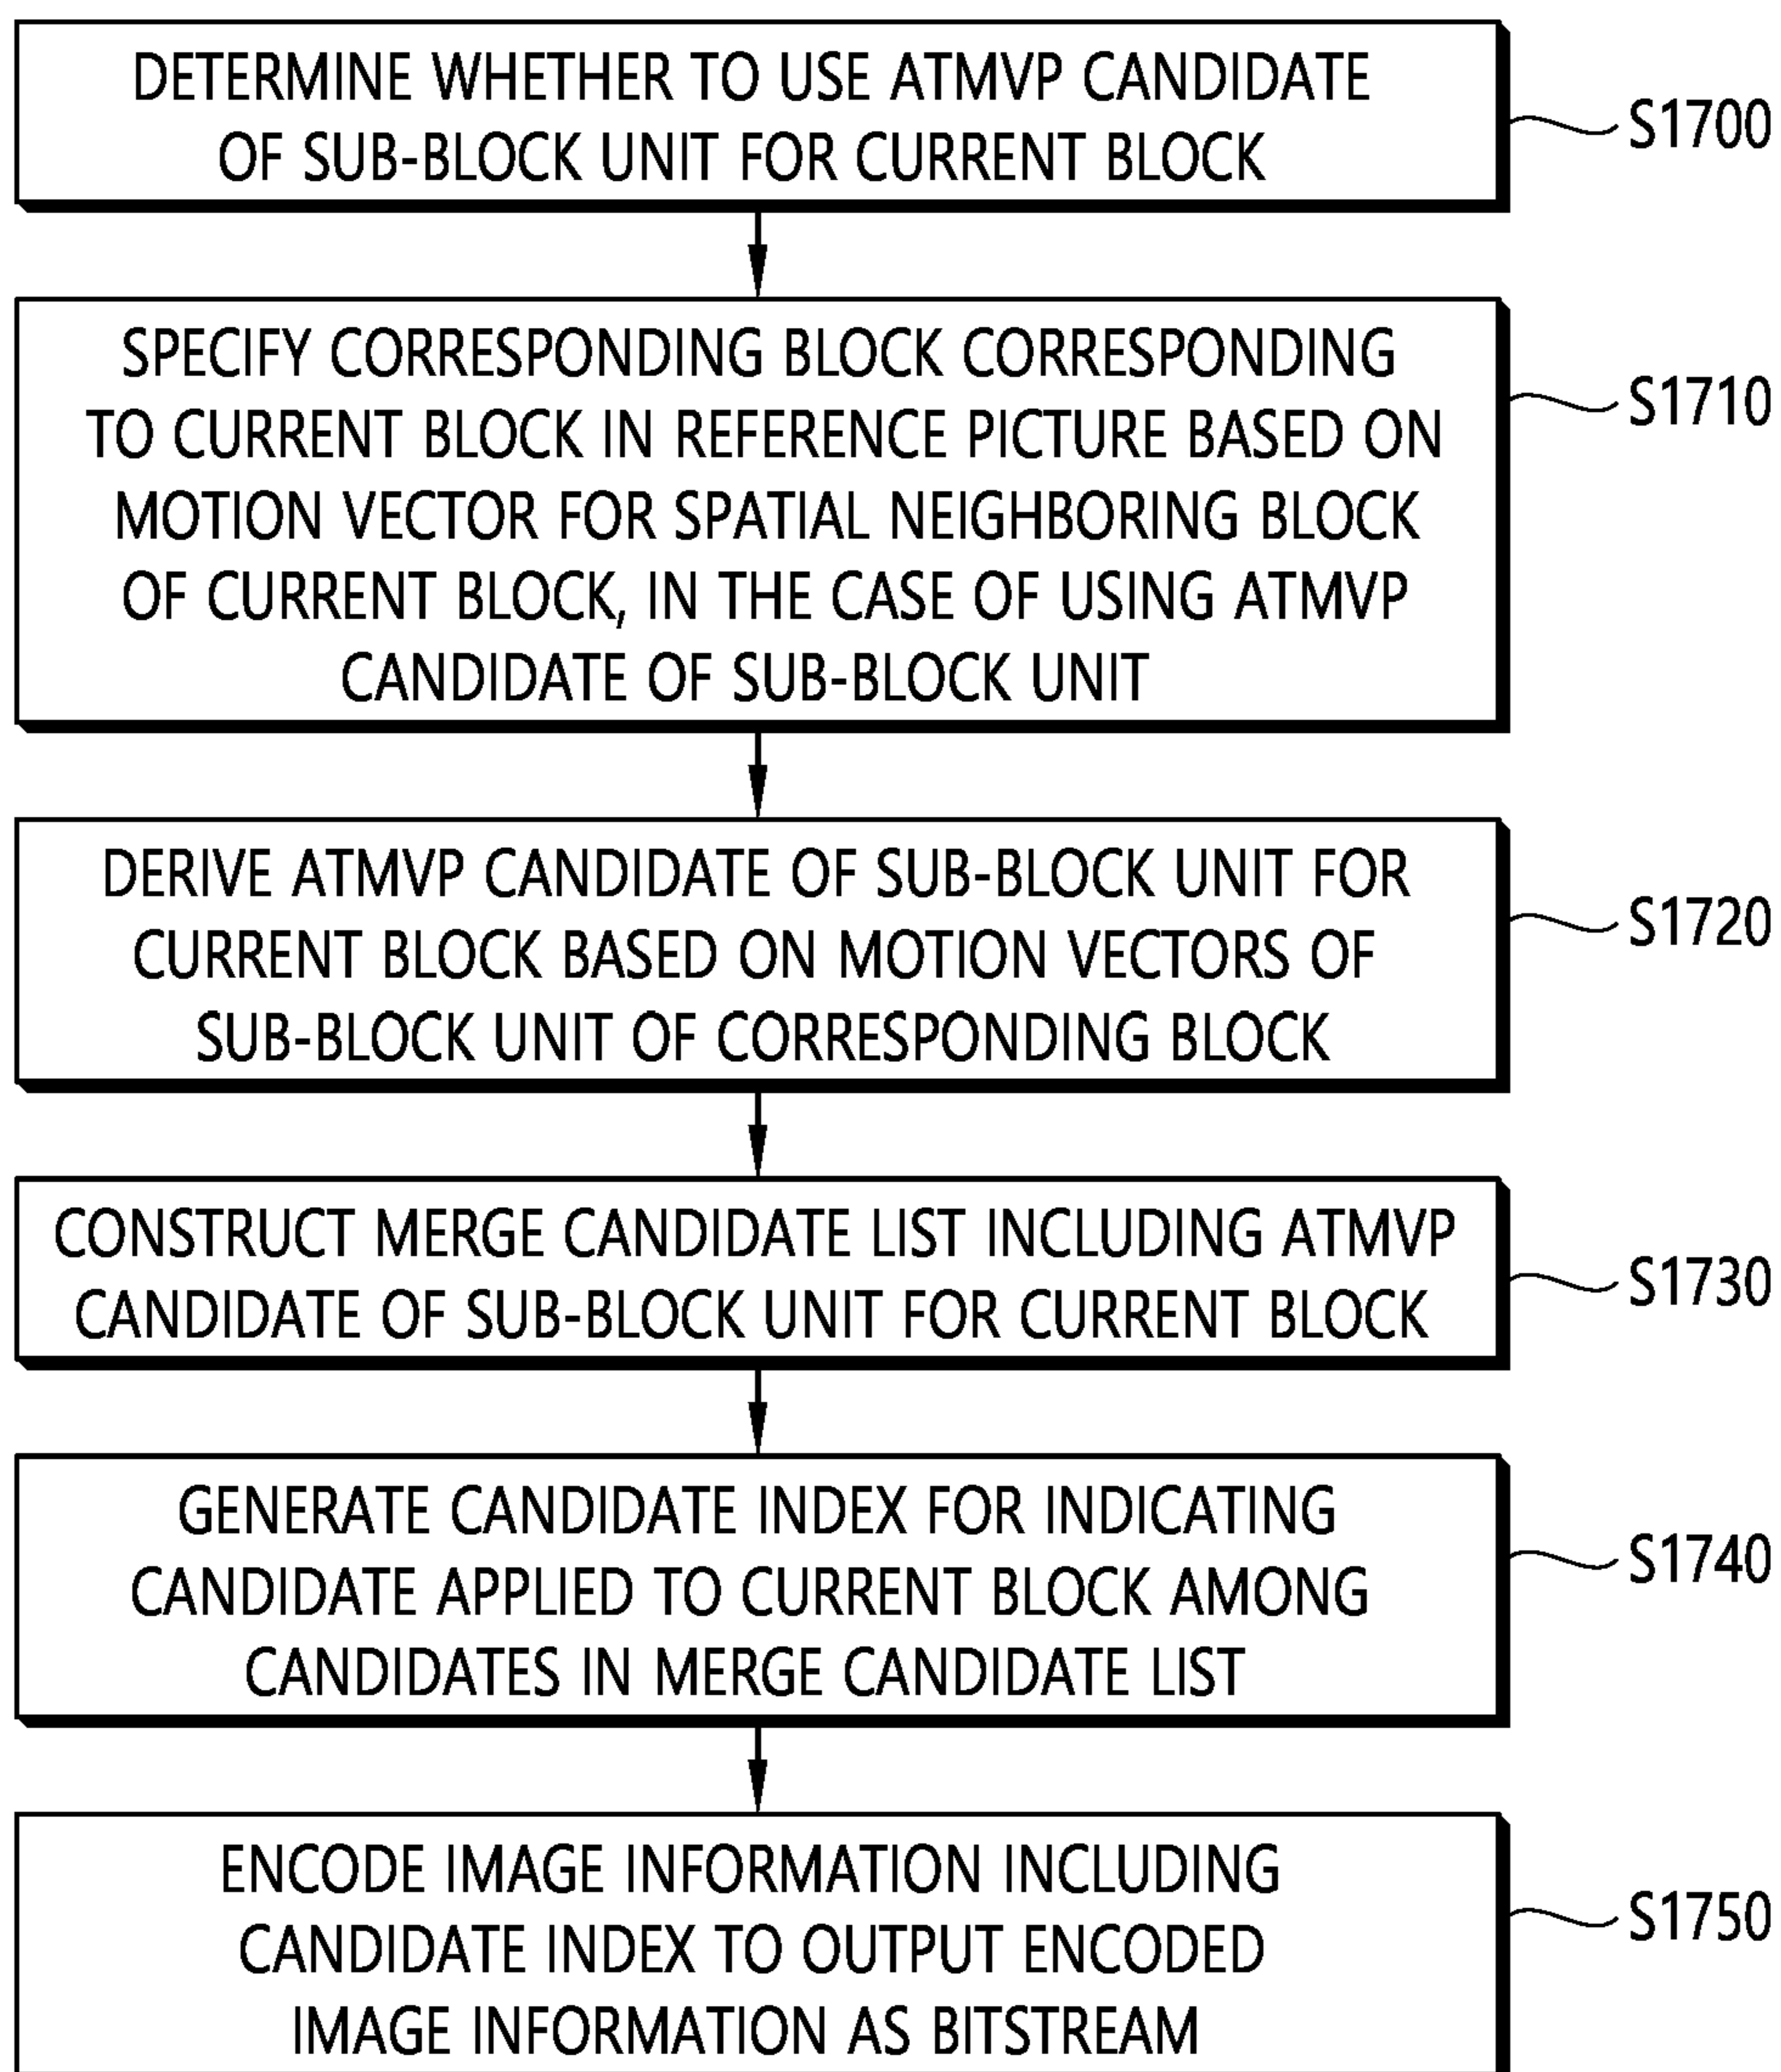 DETERMINE WHETHER TO USE ATMVP CANDIDATE
OF SUB-BLOCK UNIT FOR CURRENT BLOCK
S1700
SPECIFY CORRESPONDING BLOCK CORRESPONDING
TO CURRENT BLOCK IN REFERENCE PICTURE BASED ON
MOTION VECTOR FOR SPATIAL NEIGHBORING BLOCK
OF CURRENT BLOCK, IN THE CASE OF USING ATMVP
CANDIDATE OF SUB-BLOCK UNIT
S1710
DERIVE ATMVP CANDIDATE OF SUB-BLOCK UNIT FOR
CURRENT BLOCK BASED ON MOTION VECTORS OF
SUB-BLOCK UNIT OF CORRESPONDING BLOCK
S1720
CONSTRUCT MERGE CANDIDATE LIST INCLUDING ATMVP
CANDIDATE OF SUB-BLOCK UNIT FOR CURRENT BLOCK
S1730
GENERATE CANDIDATE INDEX FOR INDICATING
CANDIDATE APPLIED TO CURRENT BLOCK AMONG
CANDIDATES IN MERGE CANDIDATE LIST
S1740
ENCODE IMAGE INFORMATION INCLUDING
CANDIDATE INDEX TO OUTPUT ENCODED
IMAGE INFORMATION AS BITSTREAM
S1750